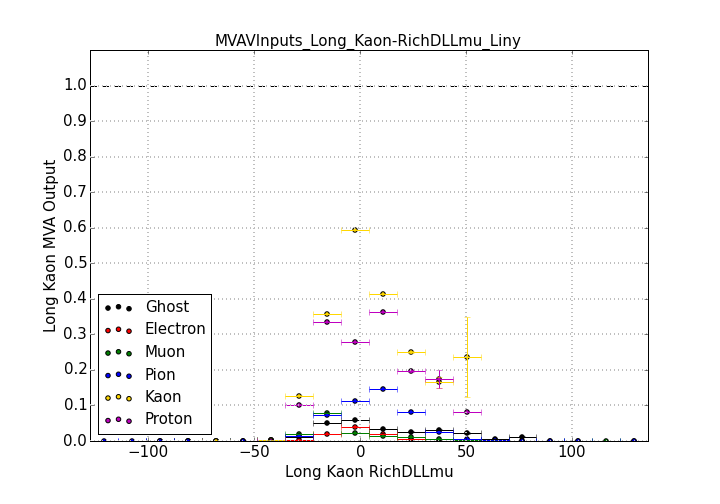 MVAVInputs_Long_Kaon-RichDLLmu_Liny
Long Kaon MVA Output
1.0
0.9
0.8
0.7
0.6
0.5
0.4
0.3
0.2
0.1
0.0
Ghost
Electron
Muon
Pion
Kaon
Proton
−100
−50
0
50
100
Long Kaon RichDLLmu